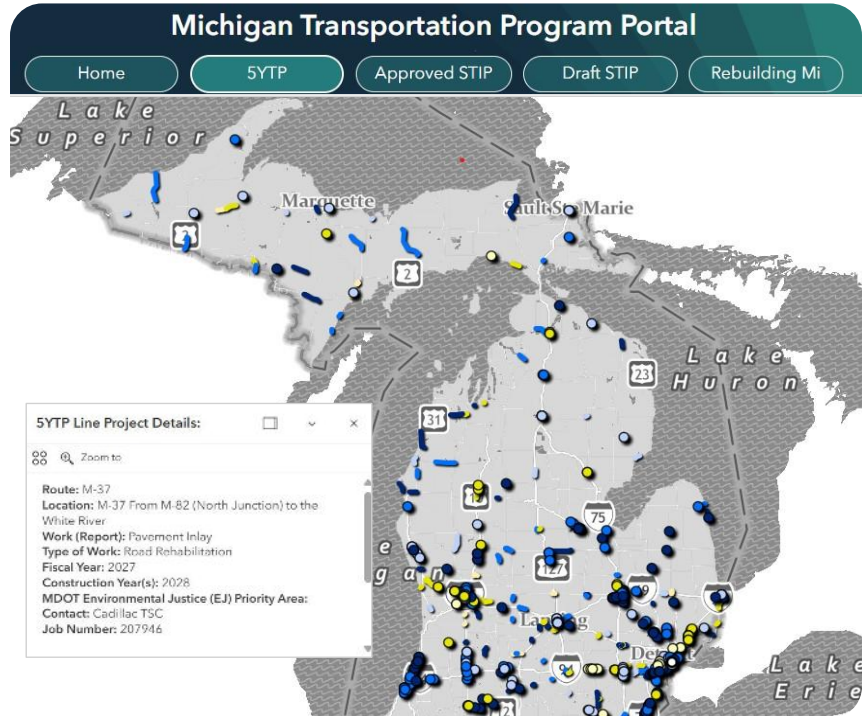 Michigan Transportation Program Portal
Home
5YTP
Approved STIP
Draft STIP
Rebuilding Mi
Lake
Superior
Marquette
Sault Ste Marie
2
2
Lake
Huron
23
31
5YTP Line Project Details:
Zoom to
Route: M-37
Location: M-37 From M-82 (North Junction) to the
White River
Work (Report): Pavement Inlay
Type of Work: Road Rehabilitation
Fiscal Year: 2027
Construction Year(s): 2028
MDOT Environmental Justice (EJ) Priority Area:
Contact: Cadillac TSC
Job Number: 207946
75
127
Lake
Erie